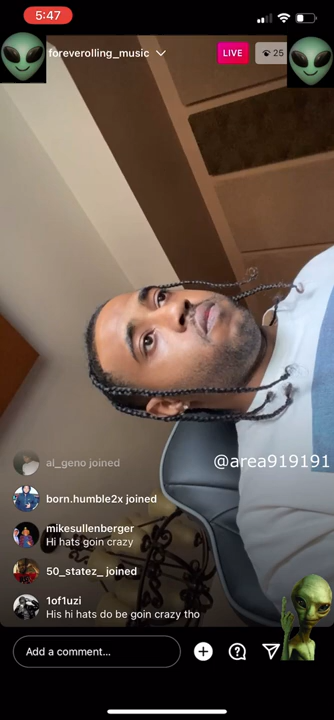 5:47
foreverolling_music
LIVE
25
@area919191
al_geno joined
born.humble2x joined
mikesullenberger
Hi hats goin crazy
50_statez_ joined
1of1uzi
His hi hats do be goin crazy tho
Add a comment...